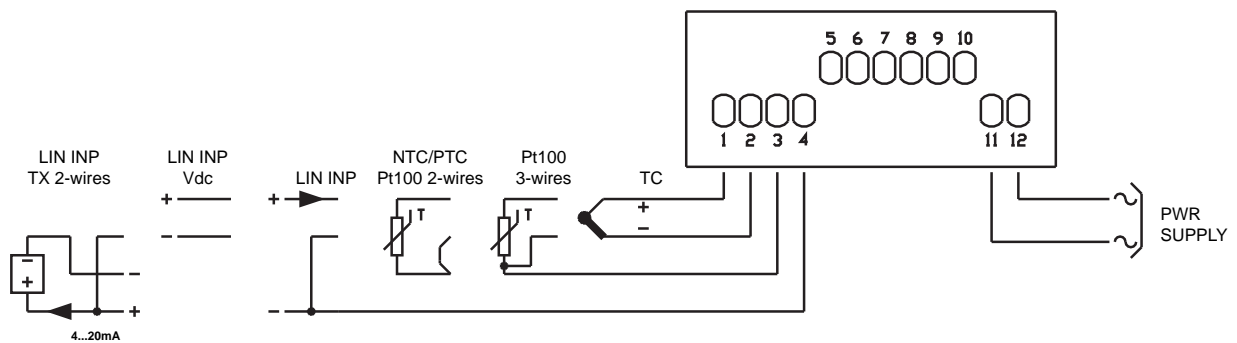 5 6 7 8 9 10
1 2 3 4
11 12
LIN INP
TX 2-wires
LIN INP
Vdc
LIN INP
NTC/PTC
Pt100 2-wires
Pt100
3-wires
TC
T
T
+
−
+
−
+
−
−
+
−
+
4...20mA
PWR
SUPPLY